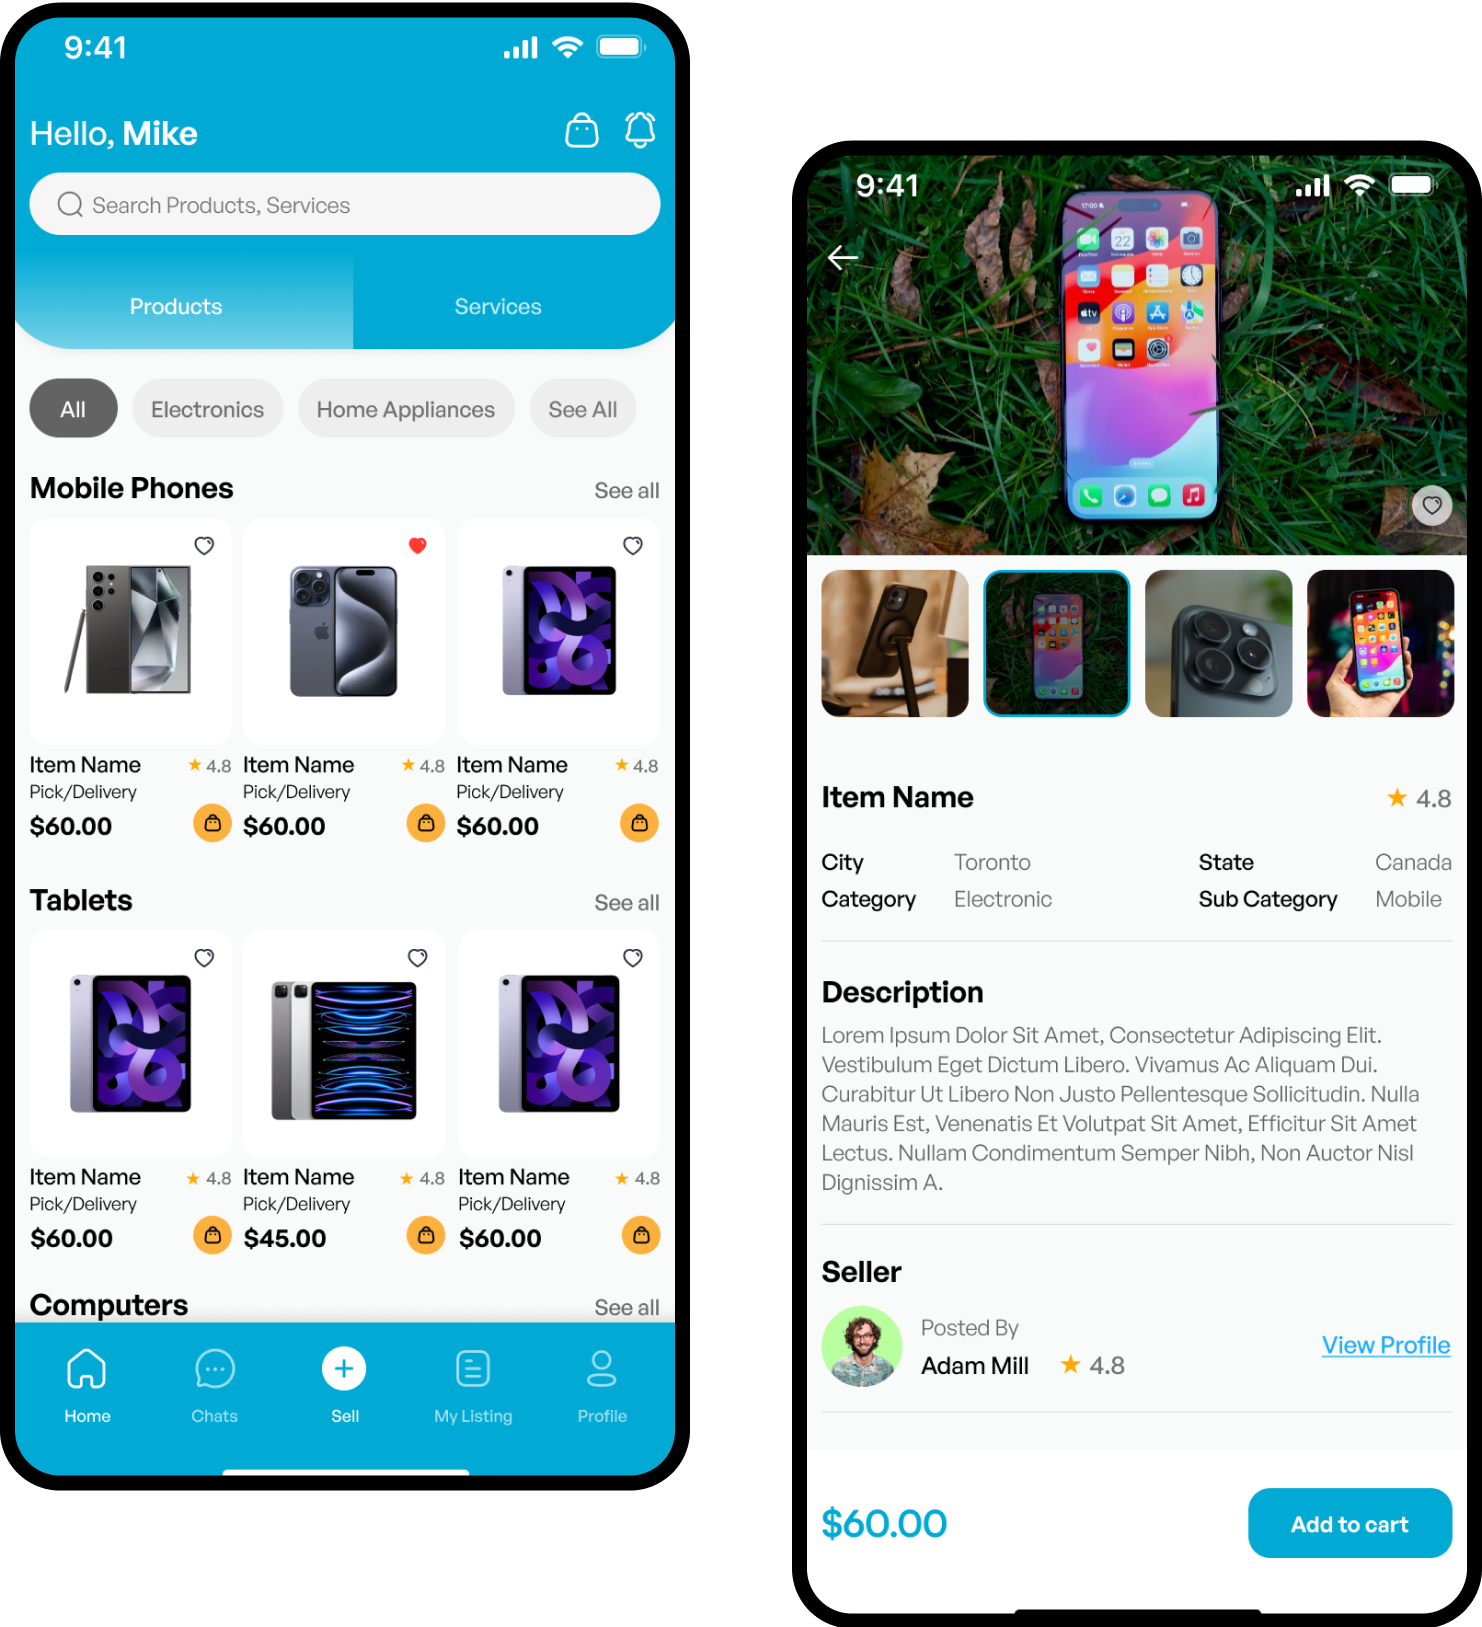 9:41
Hello, Mike
Search Products, Services
Products Services
All Electronics Home Appliances See All
Mobile Phones See all
Item Name 4.8 Item Name 4.8 Item Name 4.8
Pick/Delivery Pick/Delivery Pick/Delivery
$60.00 $60.00 $60.00
Tablets See all
Item Name 4.8 Item Name 4.8 Item Name 4.8
Pick/Delivery Pick/Delivery Pick/Delivery
$60.00 $45.00 $60.00
Computers See all
Home Chats Sell My Listing Profile
9:41
17:00
22
tv
Item Name 4.8
City Toronto State Canada
Category Electronic Sub Category Mobile
Description
Lorem Ipsum Dolor Sit Amet, Consectetur Adipiscing Elit.
Vestibulum Eget Dictum Libero. Vivamus Ac Aliquam Dui.
Curabitur Ut Libero Non Justo Pellentesque Sollicitudin. Nulla
Mauris Est, Venenatis Et Volutpat Sit Amet, Efficitur Sit Amet
Lectus. Nullam Condimentum Semper Nibh, Non Auctor Nisl
Dignissim A.
Seller
Posted By
Adam Mill 4.8
View Profile
$60.00 Add to cart